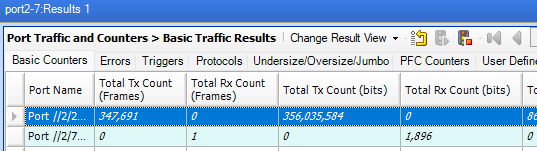 port2-7:Results 1
Port Traffic and Counters > Basic Traffic Results | Change Result View
Basic Counters Errors Triggers Protocols Undersize/Oversize/Jumbo PFC Counters User Define
Port Name Total Tx Count (Frames) Total Rx Count (Frames) Total Tx Count (bits) Total Rx Count (bits) To
Port //2/2... 347,691 0 356,035,584 0 86
Port //2/7... 0 1 0 1,896 0